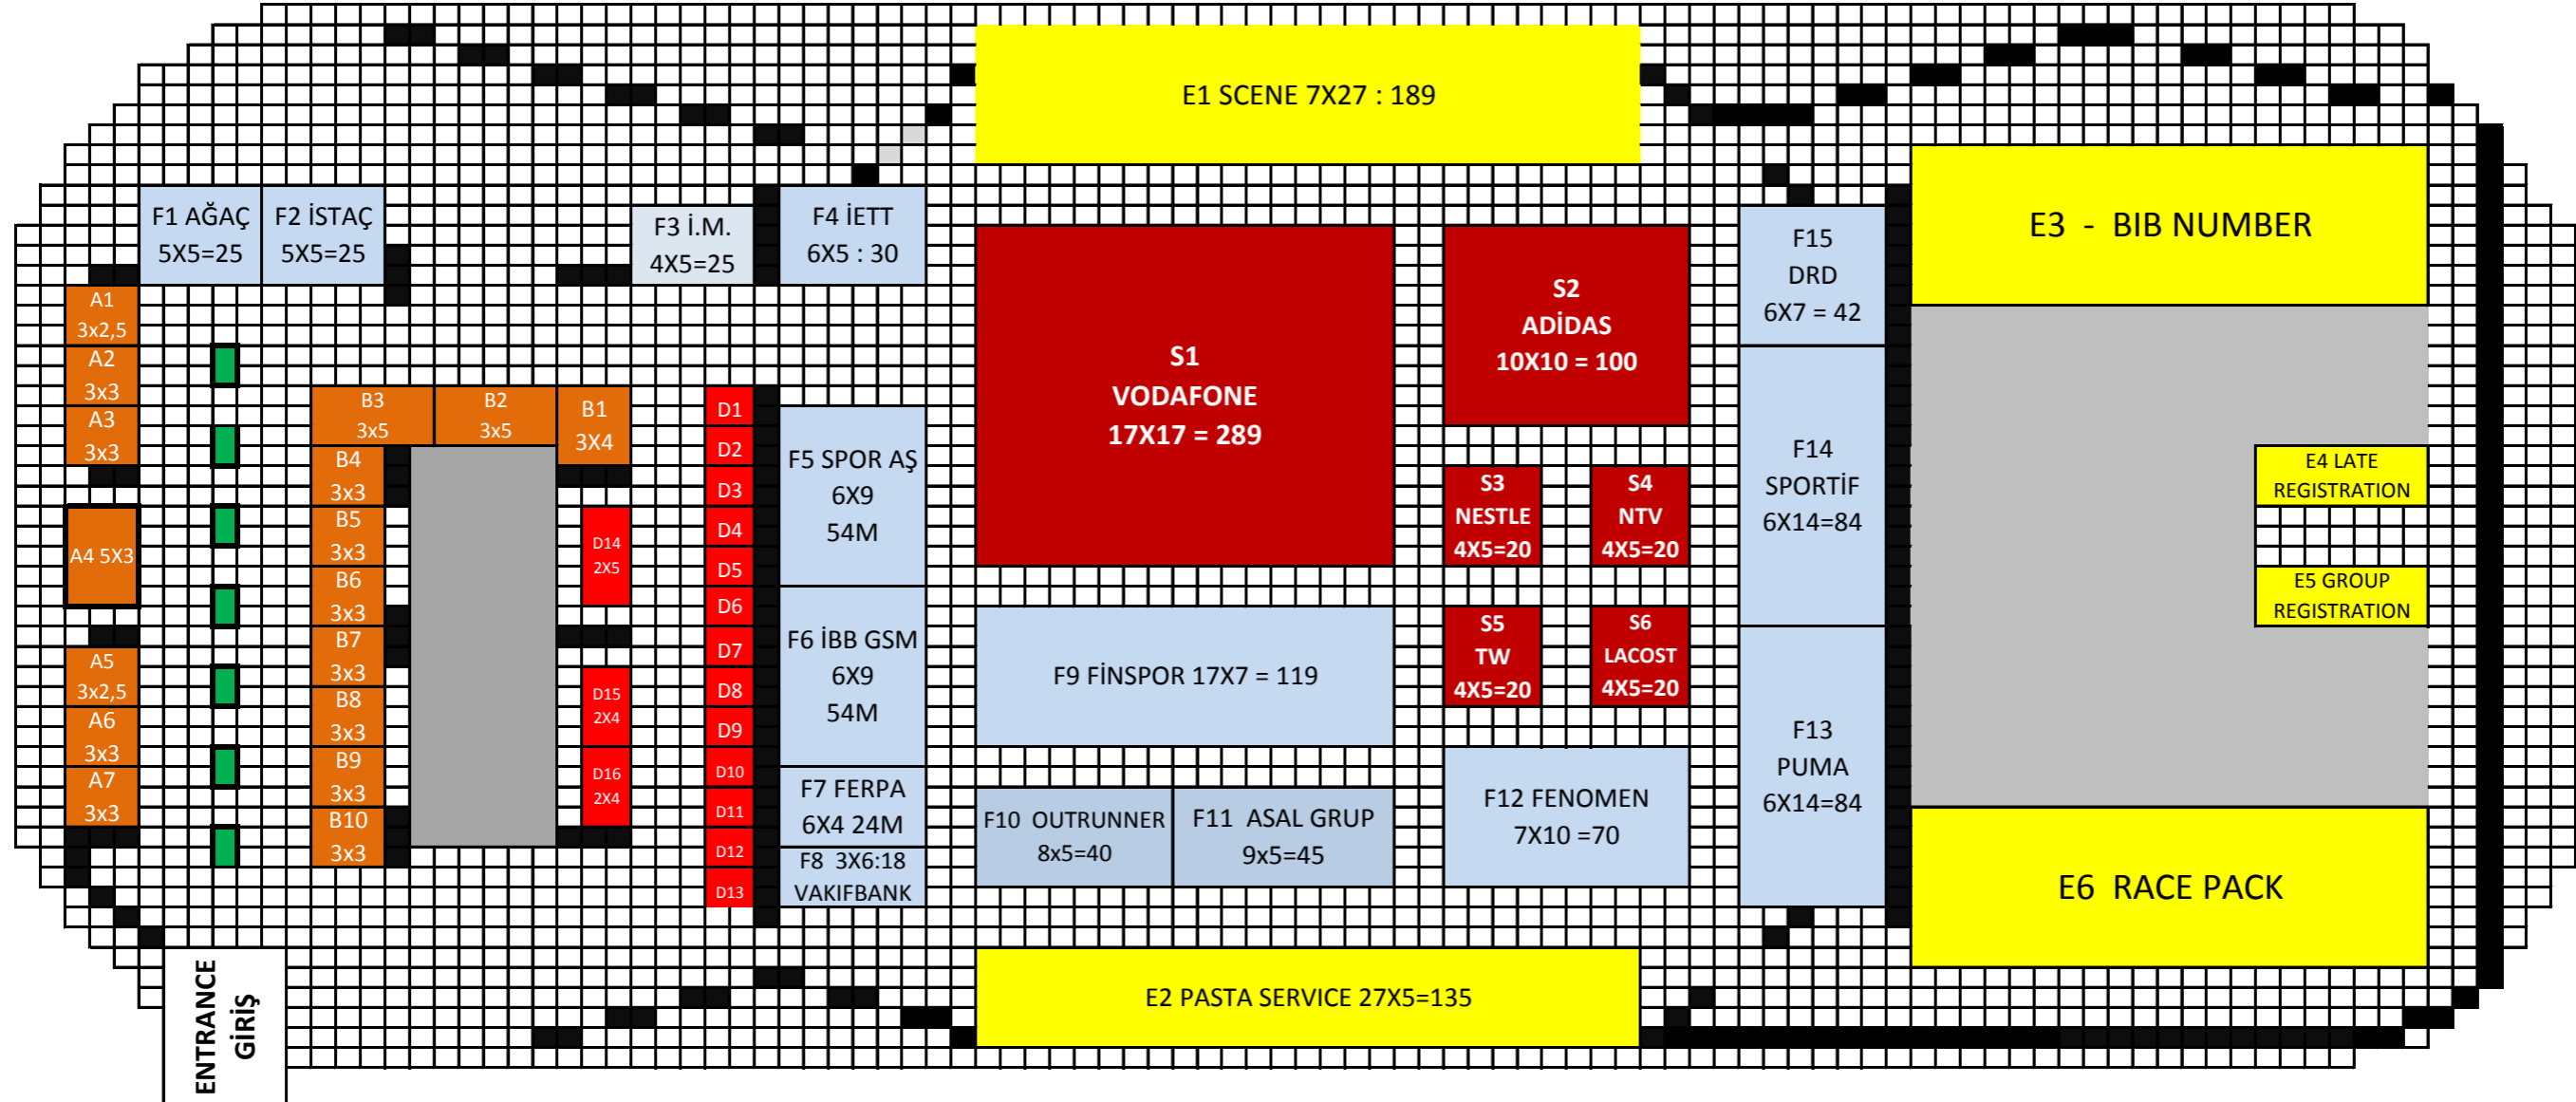 E1 SCENE 7X27 : 189
F1 AĞAÇ
5X5=25
F2 İSTAÇ
5X5=25
F3 İ.M.
4X5=25
F4 İETT
6X5 : 30
E3 - BIB NUMBER
F15
DRD
6X7 = 42
S1
VODAFONE
17X17 = 289
S2
ADİDAS
10X10 = 100
A1
3x2,5
A2
3x3
A3
3x3
A4 5X3
A5
3x2,5
A6
3x3
A7
3x3
B3
3x5
B2
3x5
B1
3X4
B4
3x3
B5
3x3
B6
3x3
B7
3x3
B8
3x3
B9
3x3
B10
3x3
D14
2X5
D15
2X4
D16
2X4
D1
D2
D3
D4
D5
D6
D7
D8
D9
D10
D11
D12
D13
F5 SPOR AŞ
6X9
54M
F6 İBB GSM
6X9
54M
F7 FERPA
6X4 24M
F8 3X6:18
VAKIFBANK
F9 FİNSPOR 17X7 = 119
F10 OUTRUNNER
8x5=40
F11 ASAL GRUP
9x5=45
S3
NESTLE
4X5=20
S4
NTV
4X5=20
S5
TW
4X5=20
S6
LACOST
4X5=20
F12 FENOMEN
7X10 =70
F14
SPORTİF
6X14=84
F13
PUMA
6X14=84
E4 LATE
REGISTRATION
E5 GROUP
REGISTRATION
E6 RACE PACK
E2 PASTA SERVICE 27X5=135
ENTRANCE
GİRİŞ